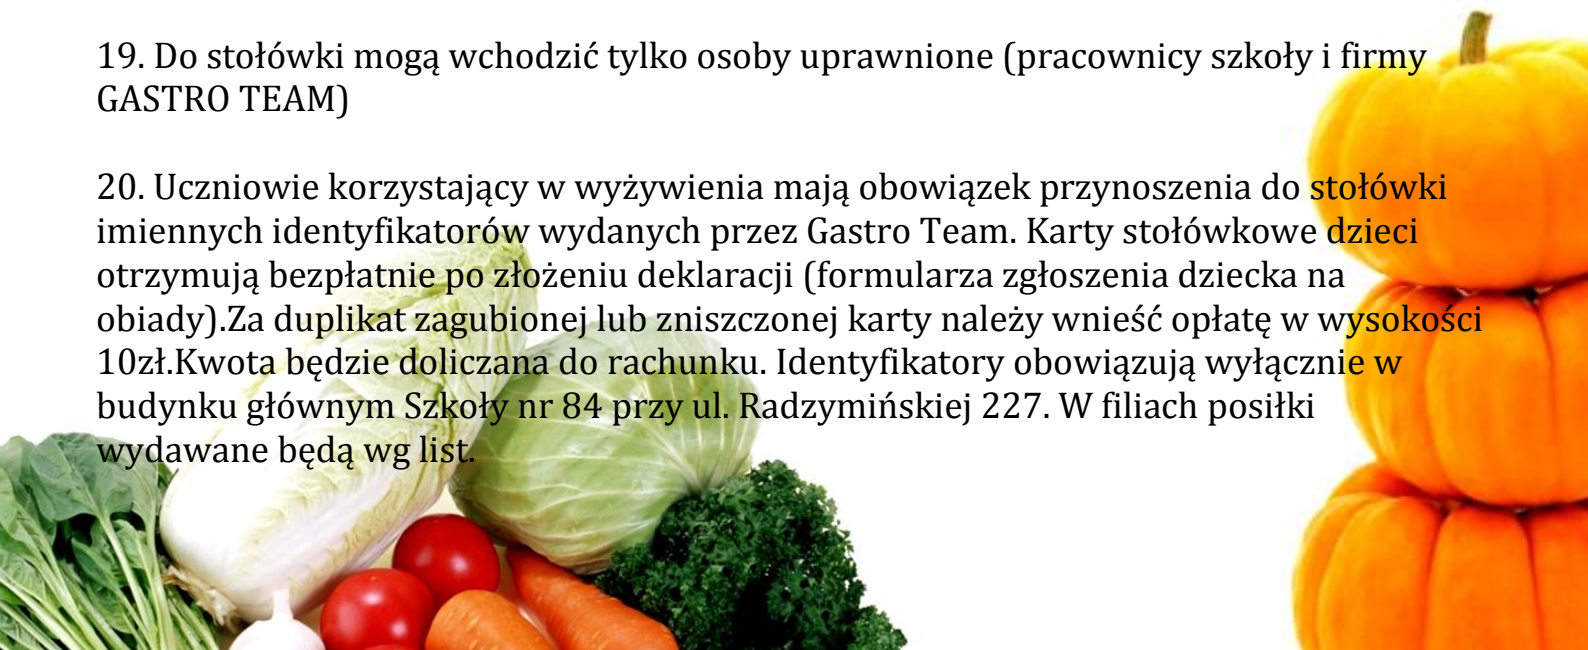 19. Do stołówki mogą wchodzić tylko osoby uprawnione (pracownicy szkoły i firmy
GASTRO TEAM)
20. Uczniowie korzystający w wyżywienia mają obowiązek przynoszenia do stołówki
imiennych identyfikatorów wydanych przez Gastro Team. Karty stołówkowe dzieci
otrzymują bezpłatnie po złożeniu deklaracji (formularza zgłoszenia dziecka na
obiady).Za duplikat zagubionej lub zniszczonej karty należy wnieść opłatę w wysokości
10zł.Kwota będzie doliczana do rachunku. Identyfikatory obowiązują wyłącznie w
budynku głównym Szkoły nr 84 przy ul. Radzymińskiej 227. W filiach posiłki
wydawane będą wg list.